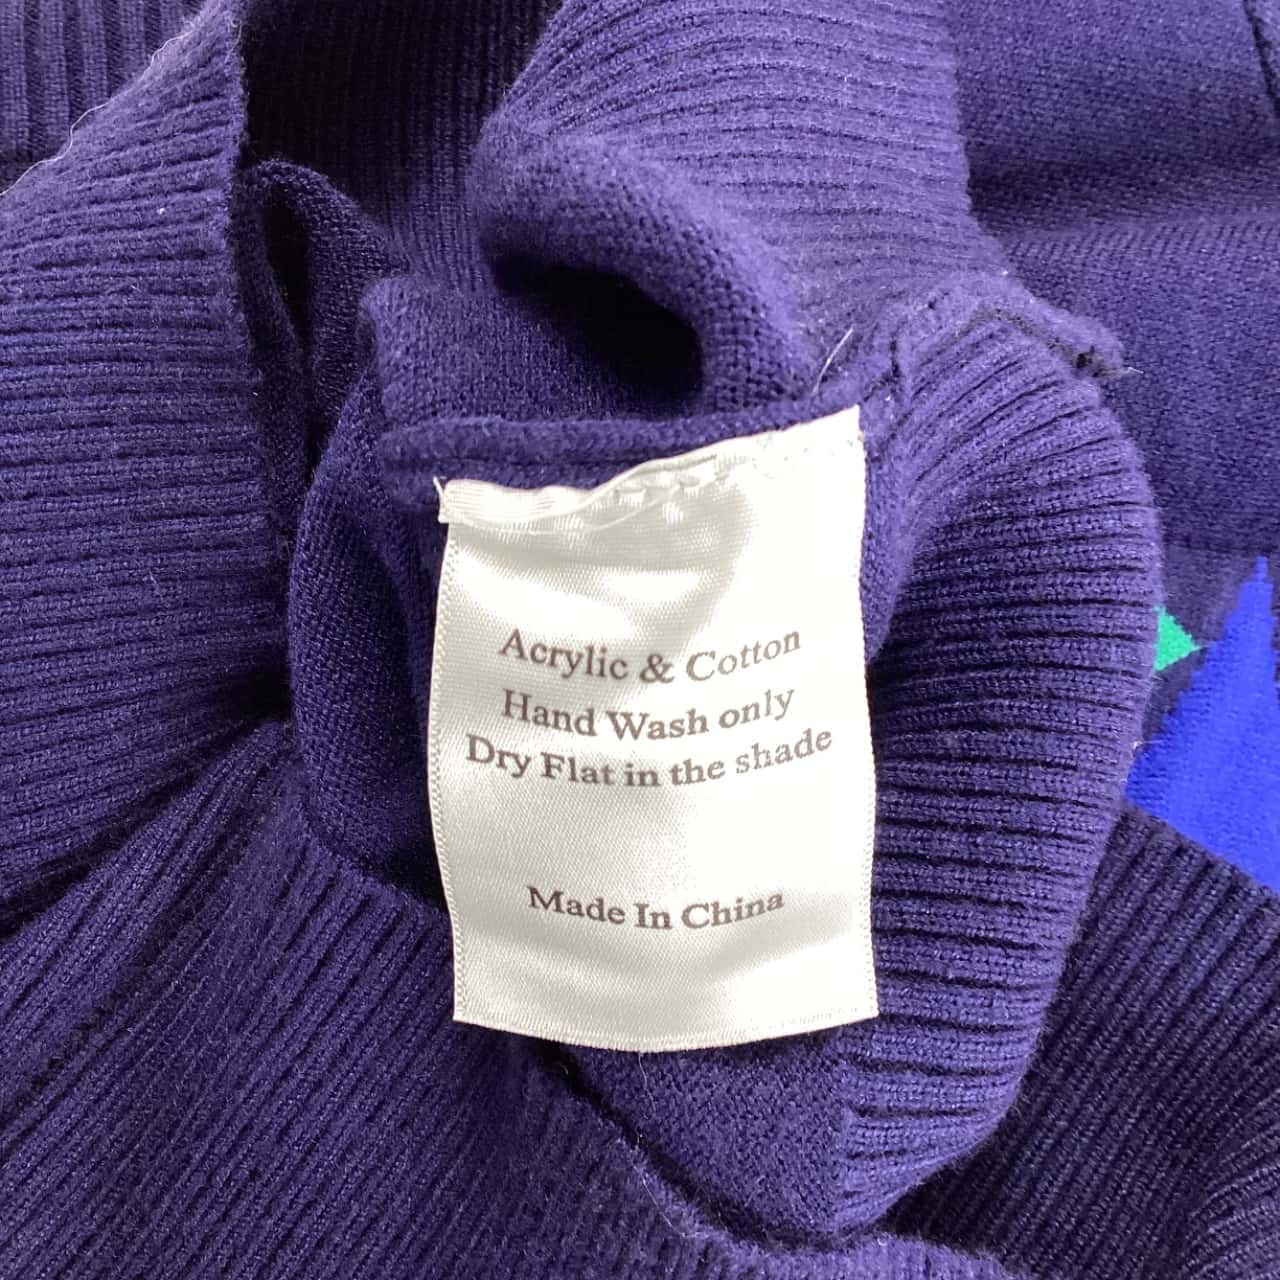 Acrylic & Cotton
Hand Wash only
Dry Flat in the shade
Made In China